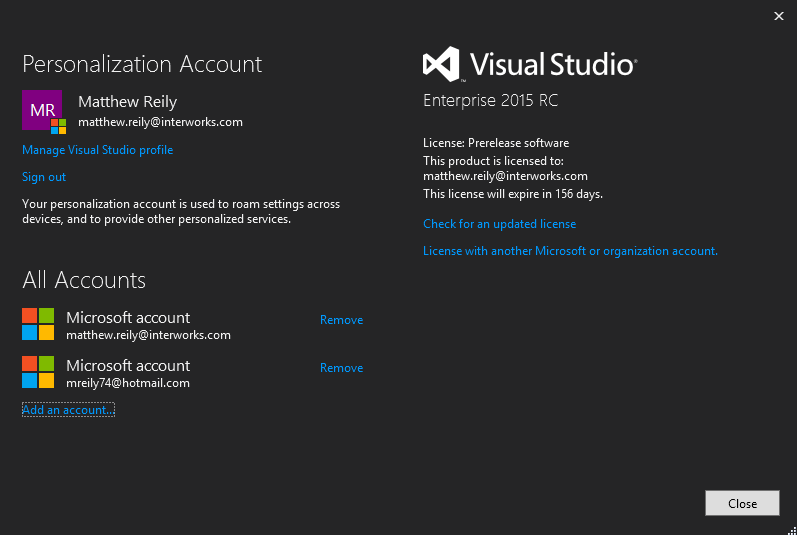 Personalization Account
MR
Matthew Reily
matthew.reily@interworks.com
Manage Visual Studio profile
Sign out
Your personalization account is used to roam settings across
devices, and to provide other personalized services.
All Accounts
Microsoft account
matthew.reily@interworks.com
Remove
Microsoft account
mreily74@hotmail.com
Remove
Add an account...
Visual Studio®
™
Enterprise 2015 RC
License: Prerelease software
This product is licensed to:
matthew.reily@interworks.com
This license will expire in 156 days.
Check for an updated license
License with another Microsoft or organization account.
Close